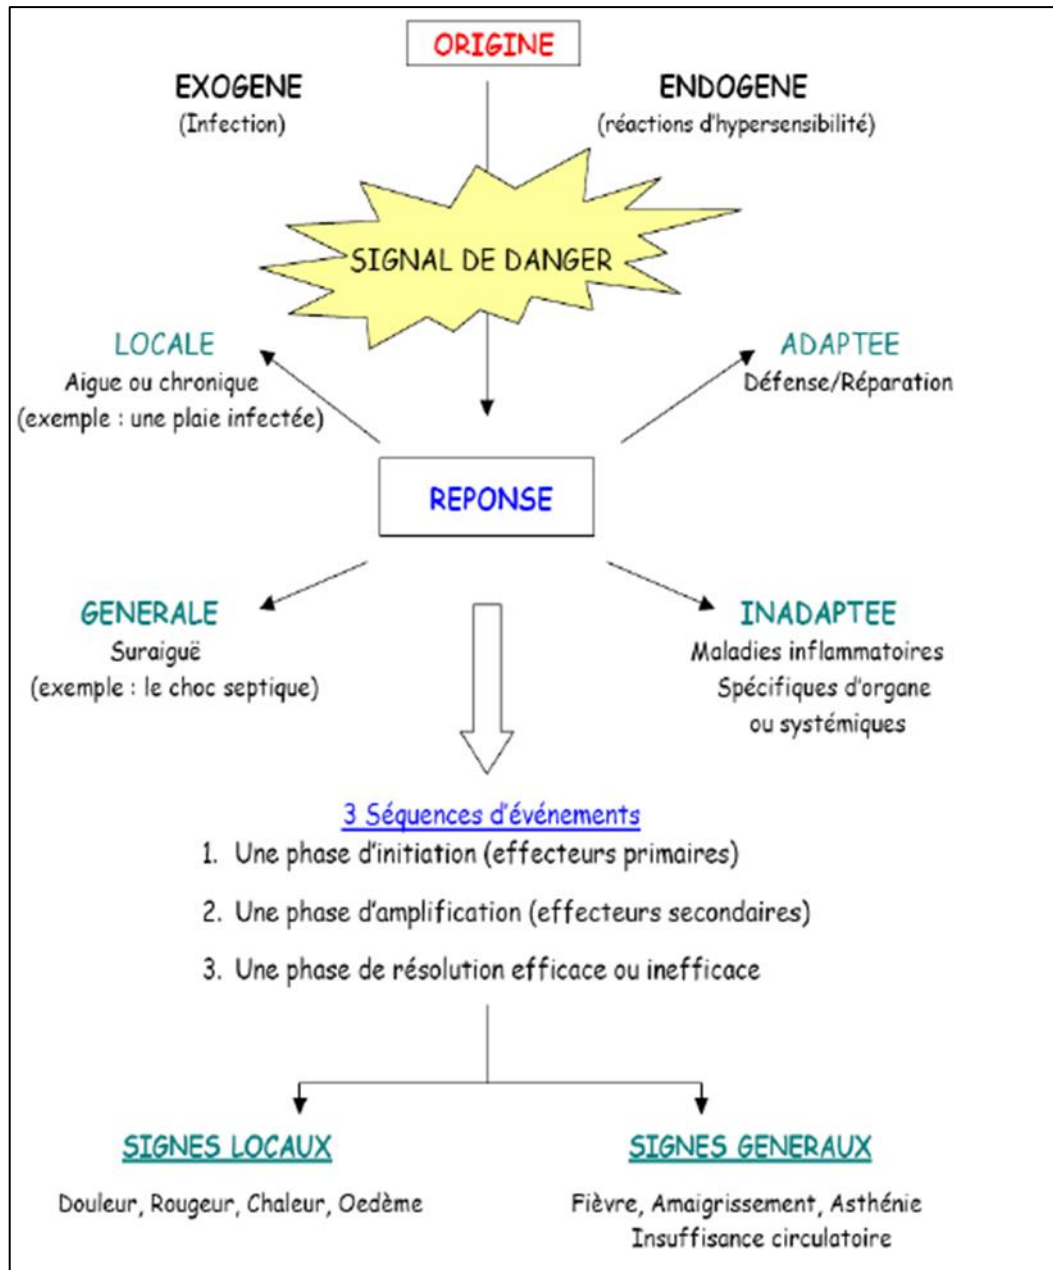 ORIGINE
EXOGENE
(Infection)
ENDOGENE
(réactions d'hypersensibilité)
SIGNAL DE DANGER
LOCALE
Aigue ou chronique
(exemple : une plaie infectée)
ADAPTEE
Défense/Réparation
REPONSE
GENERALE
Suraiguë
(exemple : le choc septique)
INADAPTEE
Maladies inflammatoires
Spécifiques d'organe
ou systémiques
3 Séquences d'événements
1. Une phase d'initiation (effecteurs primaires)
2. Une phase d'amplification (effecteurs secondaires)
3. Une phase de résolution efficace ou inefficace
SIGNES LOCAUX
Douleur, Rougeur, Chaleur, Oedème
SIGNES GENERAUX
Fièvre, Amaigrissement, Asthénie
Insuffisance circulatoire